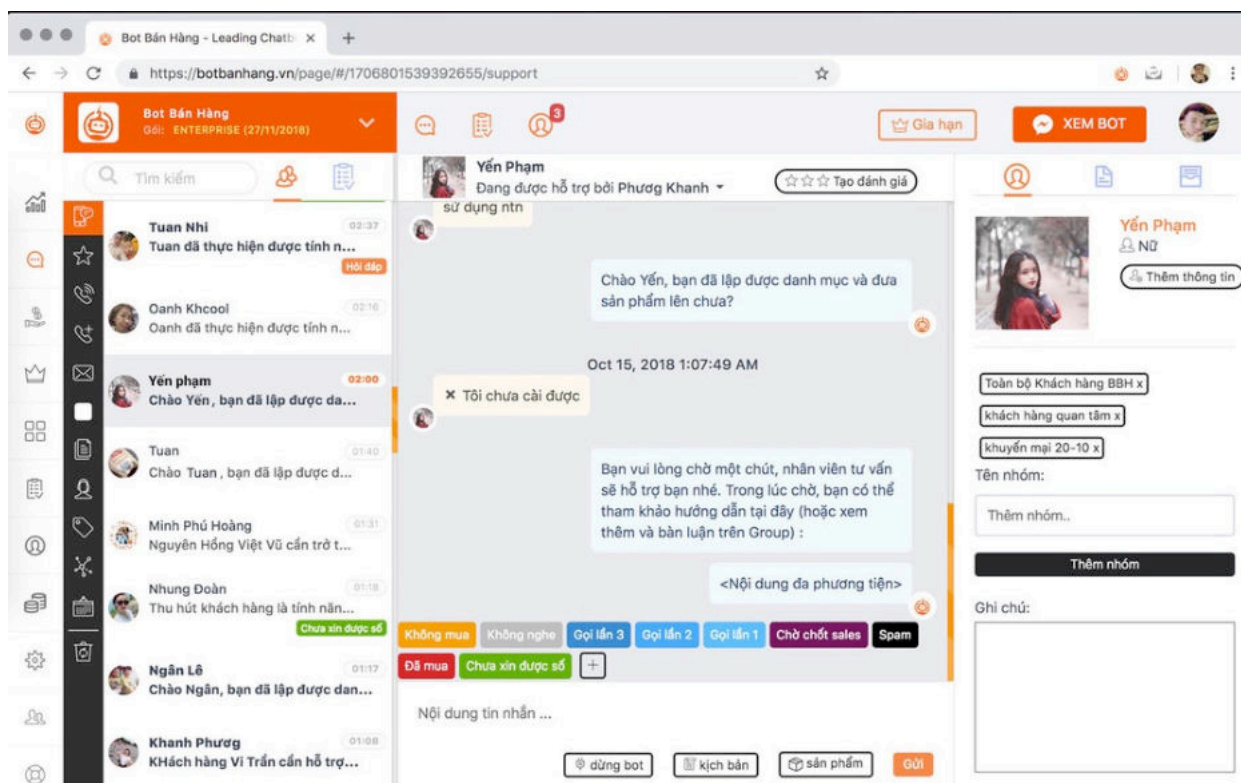 Bot Bán Hàng - Leading Chatb
https://botbanhang.vn/page/#/1706801539392655/support
Bot Bán Hàng
Gói: ENTERPRISE (27/11/2018)
3
Gia hạn
XEM BOT
Tìm kiếm
Tuan Nhi
02:37
Tuan đã thực hiện được tính n...
Hỏi đáp
Oanh Khcool
02:16
Oanh đã thực hiện được tính n...
Yến phạm
02:00
Chào Yến, bạn đã lập được da...
Tuan
01:40
Chào Tuan, bạn đã lập được d...
Minh Phú Hoàng
01:31
Nguyên Hồng Việt Vũ cần trở t...
Nhung Đoàn
01:18
Thu hút khách hàng là tính năn...
Chưa xin được số
Ngân Lê
01:17
Chào Ngân, bạn đã lập được dan...
Khanh Phươg
01:08
KHách hàng Vi Trần cần hỗ trợ...
Yến Phạm
Đang được hỗ trợ bởi Phươg Khanh
Tạo đánh giá
sử dụng ntn
Chào Yến, bạn đã lập được danh mục và đưa
sản phẩm lên chưa?
Oct 15, 2018 1:07:49 AM
× Tôi chưa cài được
Bạn vui lòng chờ một chút, nhân viên tư vấn
sẽ hỗ trợ bạn nhé. Trong lúc chờ, bạn có thể
tham khảo hướng dẫn tại đây (hoặc xem
thêm và bàn luận trên Group) :
<Nội dung đa phương tiện>
Không mua
Không nghe
Gọi lần 3
Gọi lần 2
Gọi lần 1
Chờ chốt sales
Spam
Đã mua
Chưa xin được số
+
Nội dung tin nhắn ...
dừng bot
kịch bản
sản phẩm
Gửi
Yến Phạm
Nữ
Thêm thông tin
Toàn bộ Khách hàng BBH x
khách hàng quan tâm x
khuyến mại 20-10 x
Tên nhóm:
Thêm nhóm..
Thêm nhóm
Ghi chú: